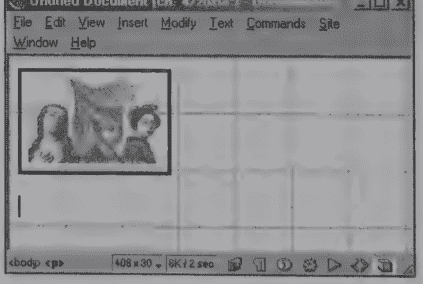 Untitled Document
File Edit View Insert Modify Text Commands Site
Window Help
<body> <p> 408 x 30 6K / 2 sec